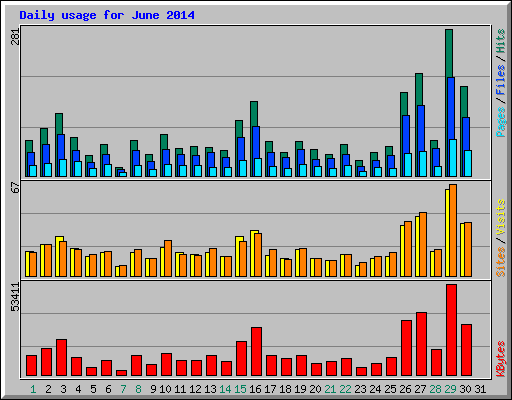 Daily usage for June 2014
281
Pages / Files / Hits
67
Sites / Visits
53411
KBytes
1 2 3 4 5 6 7 8 9 10 11 12 13 14 15 16 17 18 19 20 21 22 23 24 25 26 27 28 29 30 31